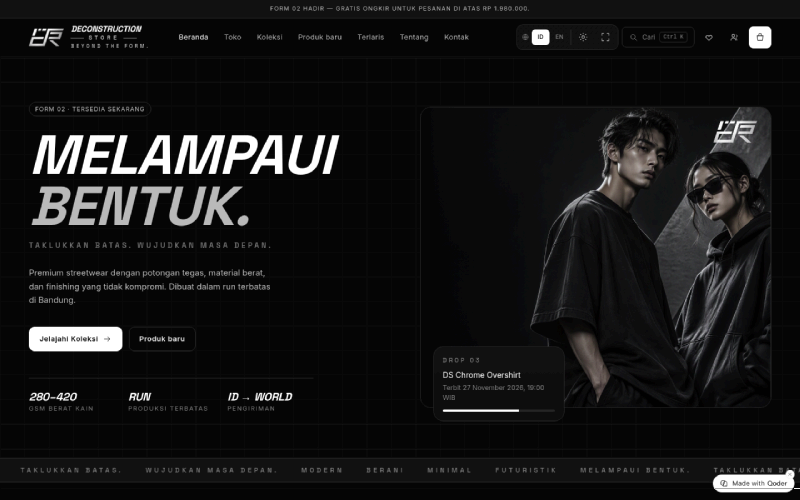 FORM 02 HADIR — GRATIS ONGKIR UNTUK PESANAN DI ATAS RP 1.980.000.
DECONSTRUCTION
STORE
BEYOND THE FORM.
Beranda Toko Koleksi Produk baru Terlaris Tentang Kontak
ID EN
Cari Ctrl K
FORM 02 · TERSEDIA SEKARANG
MELAMPAUI
BENTUK.
TAKLUKKAN BATAS. WUJUDKAN MASA DEPAN.
Premium streetwear dengan potongan tegas, material berat,
dan finishing yang tidak kompromi. Dibuat dalam run terbatas
di Bandung.
Jelajahi Koleksi →
Produk baru
280–420
GSM BERAT KAIN
RUN
PRODUKSI TERBATAS
ID → WORLD
PENGIRIMAN
DROP 03
DS Chrome Overshirt
Terbit 27 November 2026, 19:00
WIB
TAKLUKKAN BATAS. WUJUDKAN MASA DEPAN. MODERN BERANI MINIMAL FUTURISTIK MELAMPAUI BENTUK. TAKLUKKAN
Made with Qoder